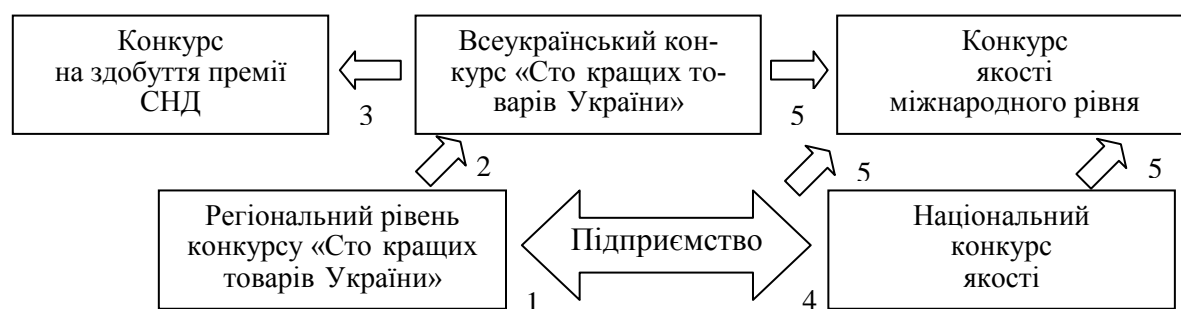 Конкурс
на здобуття премії
СНД
3
Всеукраїнський кон-
курс «Сто кращих то-
варів України»
5
Конкурс
якості
міжнародного рівня
2
5
5
Регіональний рівень
конкурсу «Сто кращих
товарів України»
1
Підприємство
4
Національний
конкурс
якості